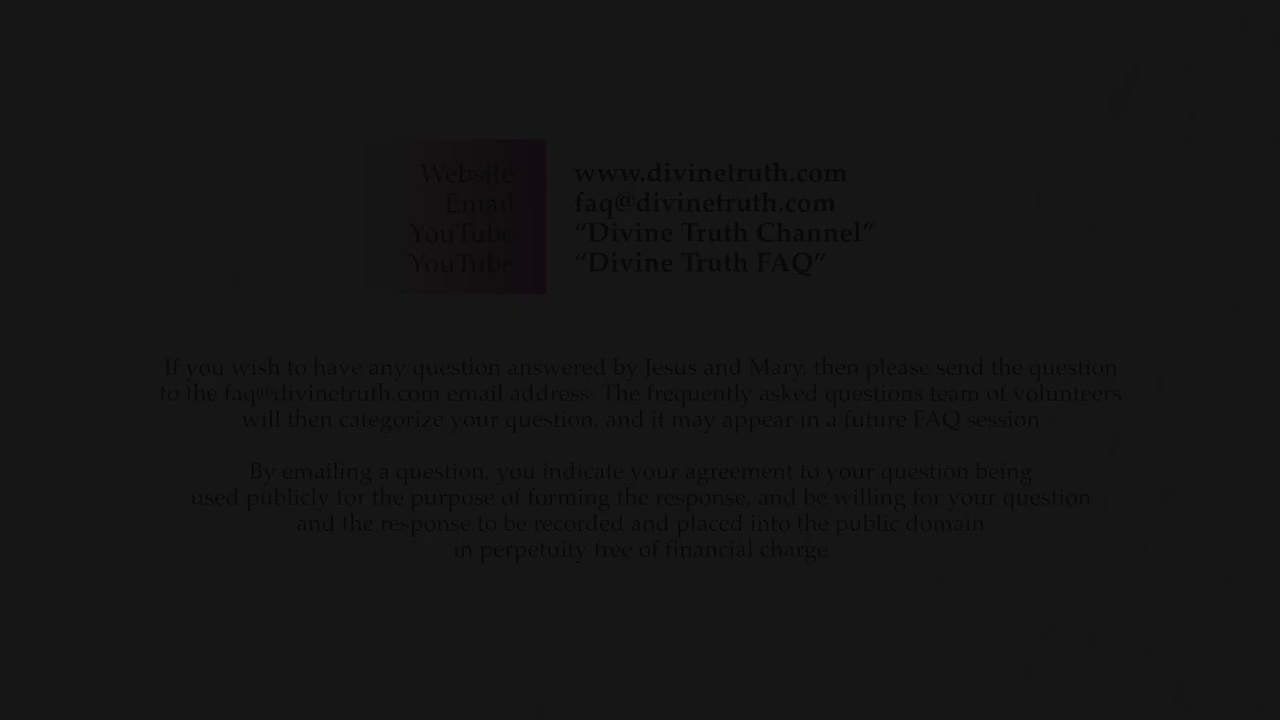 Website www.divinetruth.com
Email faq@divinetruth.com
YouTube “Divine Truth Channel”
YouTube “Divine Truth FAQ”
If you wish to have any question answered by Jesus and Mary, then please send the question
to the faq@divinetruth.com email address. The frequently asked questions team of volunteers
will then categorize your question, and it may appear in a future FAQ session
By emailing a question, you indicate your agreement to your question being
used publicly for the purpose of forming the response, and be willing for your question
and the response to be recorded and placed into the public domain
in perpetuity free of financial charge